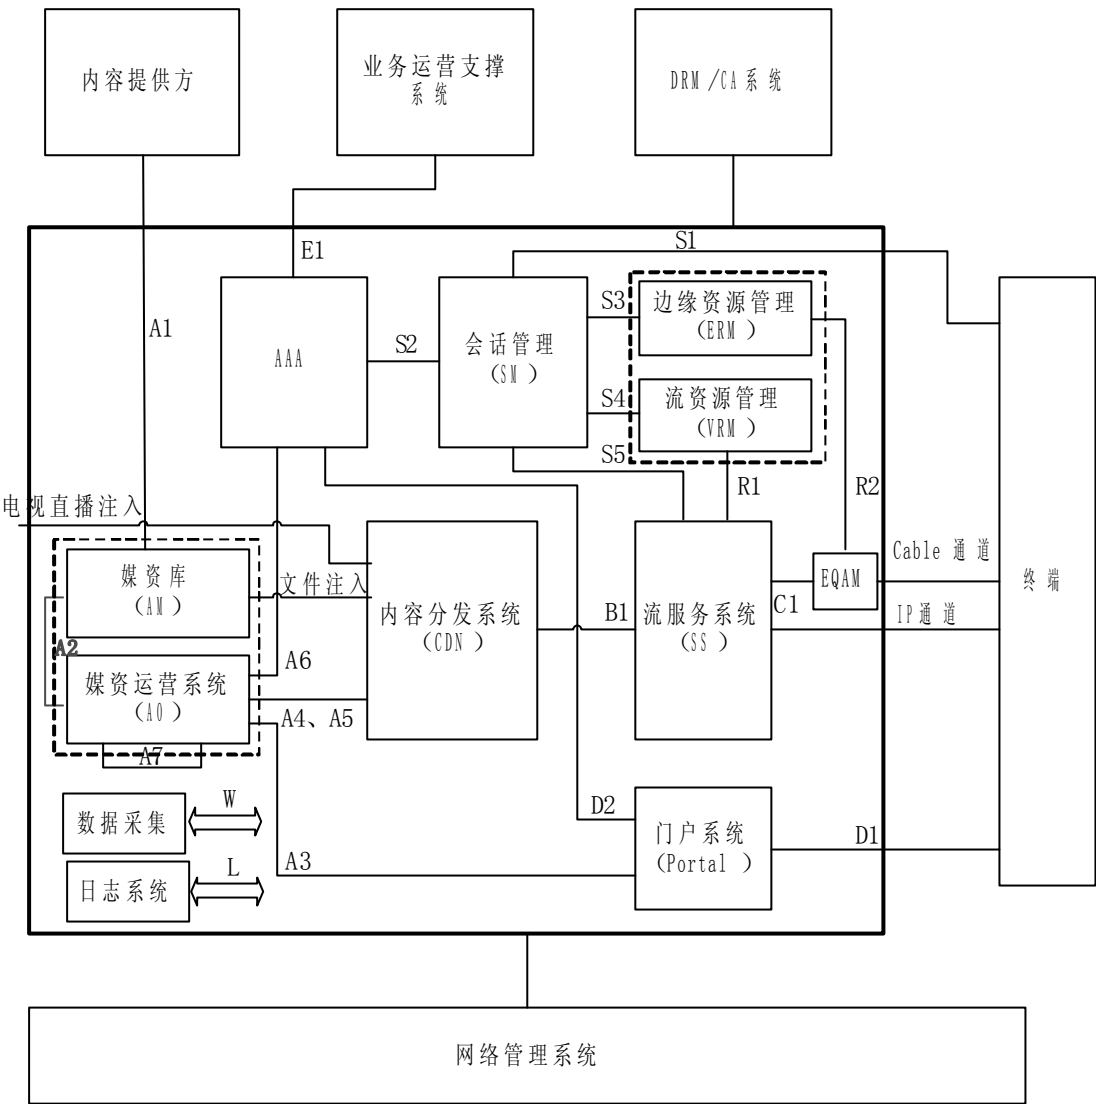 内容提供方
业务运营支撑
系统
DRM/CA系统
E1
S1
A1
AAA
S2
会话管理
(SM)
S3
边缘资源管理
(ERM)
S4
流资源管理
(VRM)
S5
R1
R2
电视直播注入
媒资库
(AM)
文件注入
内容分发系统
(CDN)
B1
流服务系统
(SS)
C1
EQAM
Cable 通道
IP通道
终端
A2
A6
媒资运营系统
(AO)
A4、A5
A7
数据采集
W
D2
门户系统
(Portal)
D1
A3
日志系统
L
网络管理系统